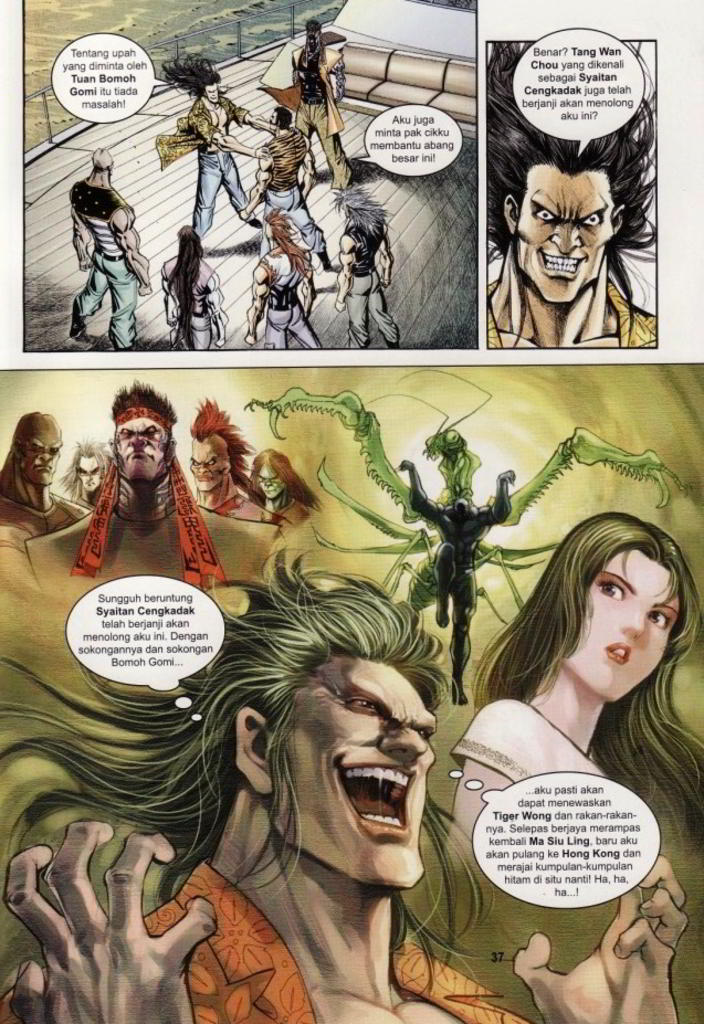 Tentang upah
yang diminta oleh
Tuan Bomoh
Gomi itu tiada
masalah!
Aku juga
minta pak cikku
membantu abang
besar ini!
Benar? Tang Wan
Chou yang dikenali
sebagai Syaitan
Cengkadak juga telah
berjanji akan menolong
aku ini?
Sungguh beruntung
Syaitan Cengkadak
telah berjanji akan
menolong aku ini. Dengan
sokongannya dan sokongan
Bomoh Gomi...
...aku pasti akan
dapat menewaskan
Tiger Wong dan rakan-rakan-
nya. Selepas berjaya merampas
kembali Ma Siu Ling, baru aku
akan pulang ke Hong Kong dan
merajai kumpulan-kumpulan
hitam di situ nanti! Ha, ha,
ha...!
37